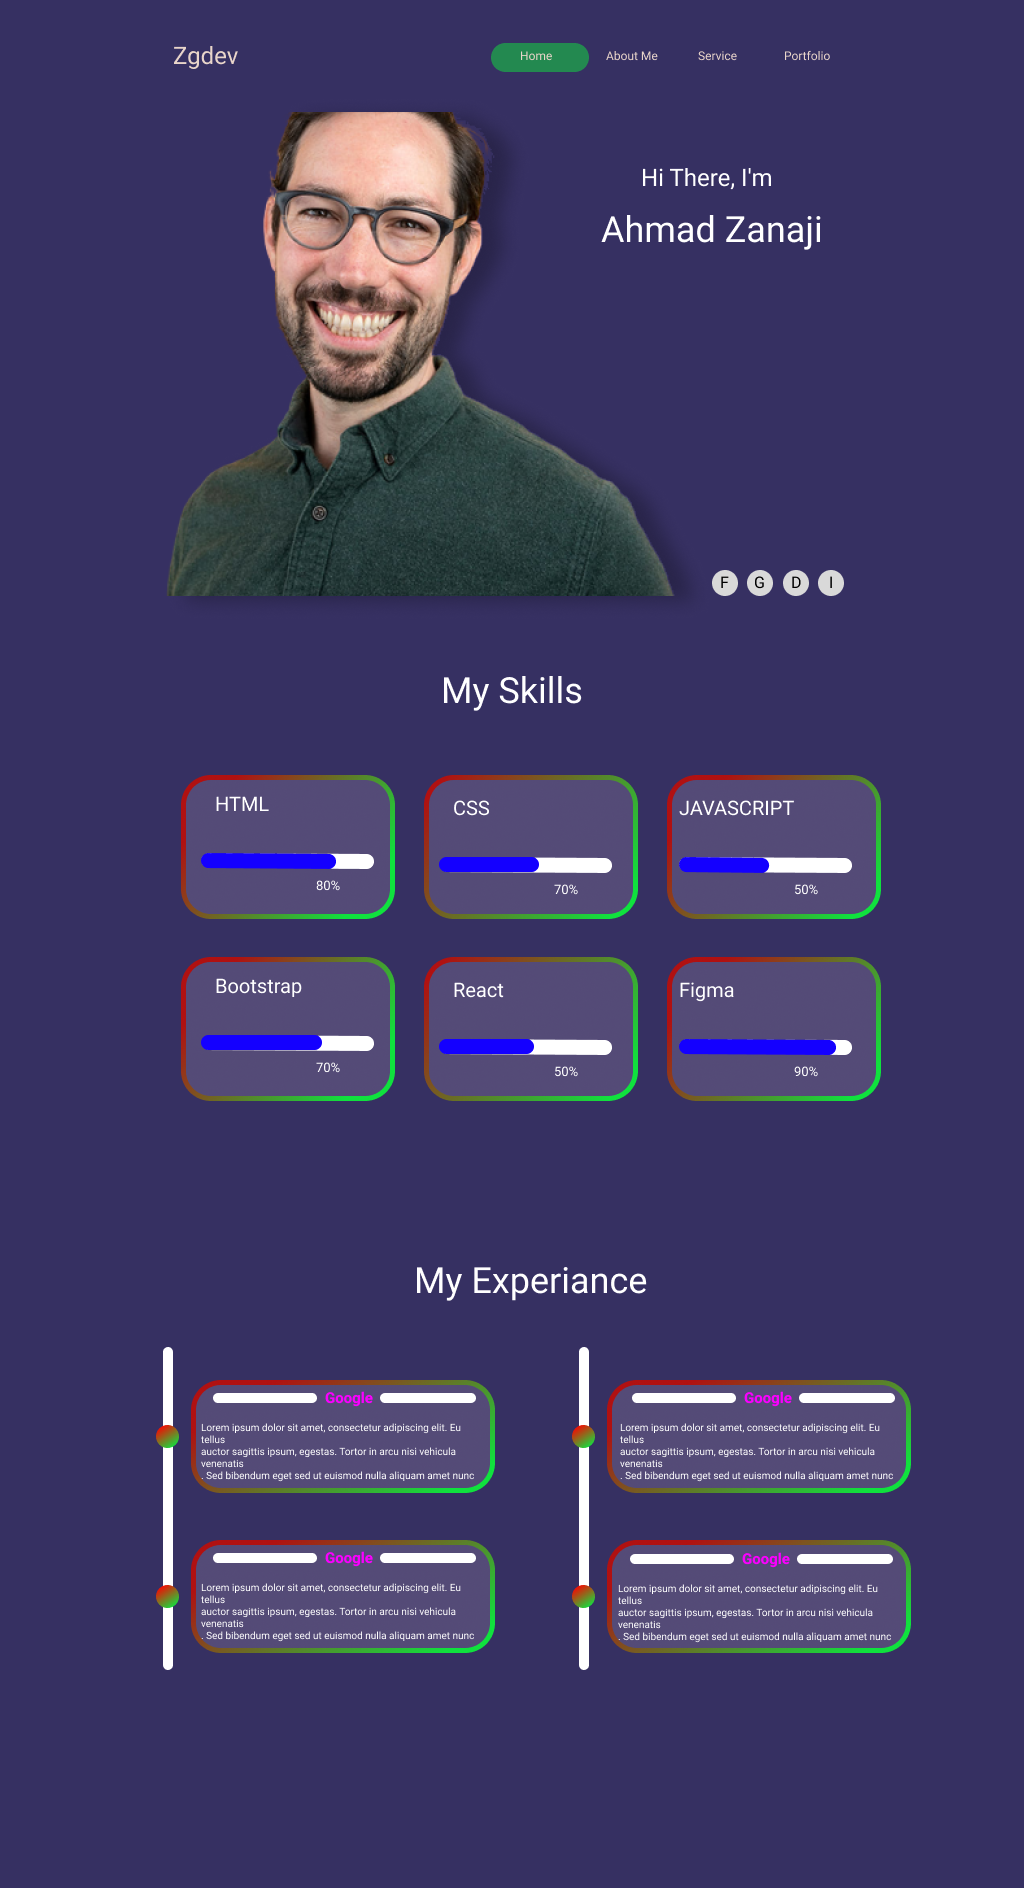 Zgdev
Home
About Me
Service
Portfolio
Hi There, I'm
Ahmad Zanaji
F
G
D
I
My Skills
HTML
80%
CSS
70%
JAVASCRIPT
50%
Bootstrap
70%
React
50%
Figma
90%
My Experiance
Google
Lorem ipsum dolor sit amet, consectetur adipiscing elit. Eu
tellus
auctor sagittis ipsum, egestas. Tortor in arcu nisi vehicula
venenatis
. Sed bibendum eget sed ut euismod nulla aliquam amet nunc
Google
Lorem ipsum dolor sit amet, consectetur adipiscing elit. Eu
tellus
auctor sagittis ipsum, egestas. Tortor in arcu nisi vehicula
venenatis
. Sed bibendum eget sed ut euismod nulla aliquam amet nunc
Google
Lorem ipsum dolor sit amet, consectetur adipiscing elit. Eu
tellus
auctor sagittis ipsum, egestas. Tortor in arcu nisi vehicula
venenatis
. Sed bibendum eget sed ut euismod nulla aliquam amet nunc
Google
Lorem ipsum dolor sit amet, consectetur adipiscing elit. Eu
tellus
auctor sagittis ipsum, egestas. Tortor in arcu nisi vehicula
venenatis
. Sed bibendum eget sed ut euismod nulla aliquam amet nunc